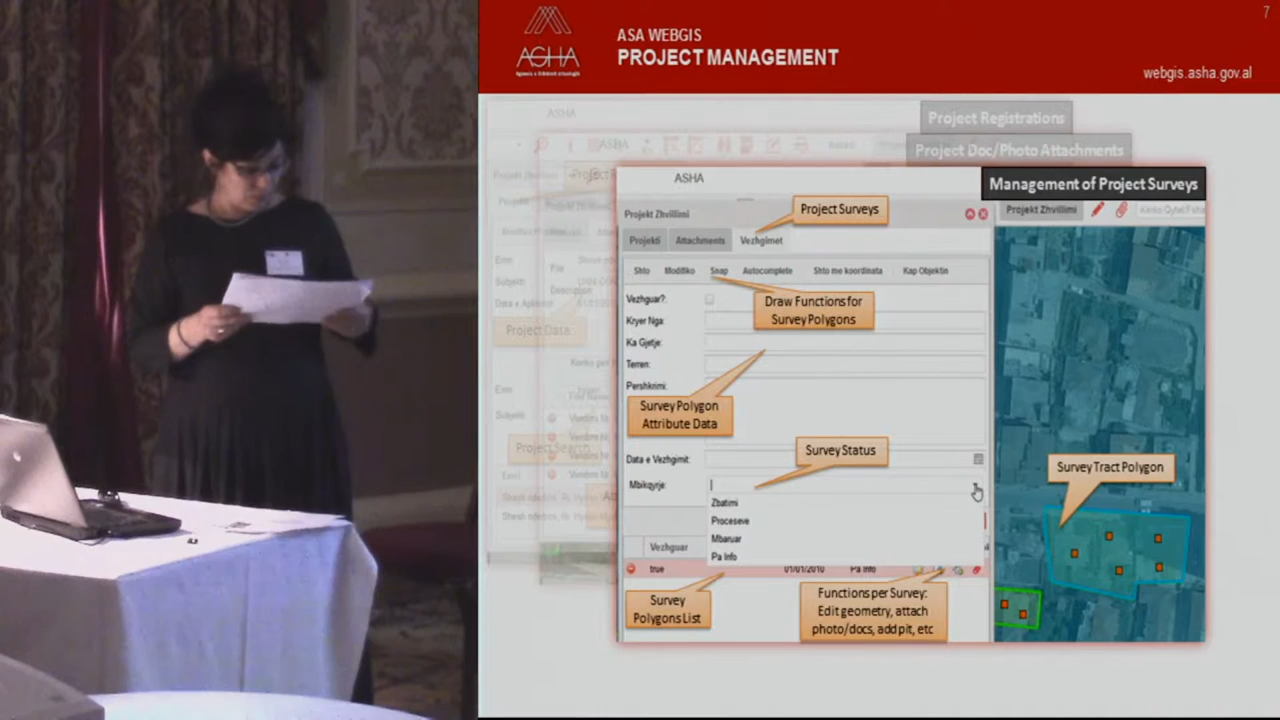 7
ASA WEBGIS
PROJECT MANAGEMENT
webgis.asha.gov.al
AGHA
ASHA
Project Registrations
ASHA
Project Doc/Photo Attachments
ASHA
Management of Project Surveys
Projekt Zhvillimi
Project Surveys
Projekt Zhvillimi
Projekti
Attachments
Vezhgimet
Shto
Modifiko
Snap
Autocomplete
Shto me koordinata
Kap Objektin
Vezhguar?:
Draw Functions for
Survey Polygons
Kryer Nga:
Ka Gjetje:
Terren:
Pershkrimi:
Project Data
Survey Polygon
Attribute Data
Project Search
Survey Status
Data e Vezhgimit:
Survey Tract Polygon
Mbikqyrje:
Zbatimi
Proceseve
Mbaruar
Pa Info
Vezhguar
true
01/01/2010
Pa Info
Survey
Polygons List
Functions per Survey:
Edit geometry, attach
photo/docs, add pit, etc